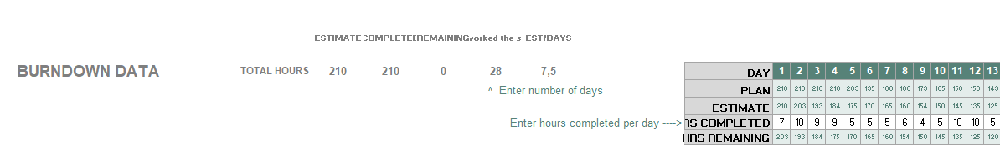 ESTIMATE COMPLETED REMAINING worked the s EST/DAYS
BURNDOWN DATA TOTAL HOURS 210 210 0 28 7,5
^ Enter number of days
Enter hours completed per day ---->
DAY 1 2 3 4 5 6 7 8 9 10 11 12 13
PLAN 210 210 210 210 203 195 188 180 173 165 158 150 143
ESTIMATE 210 203 193 184 175 170 165 160 154 150 145 135 125
RS COMPLETED 7 10 9 9 5 5 5 6 4 5 10 10 5
HRS REMAINING 203 193 184 175 170 165 160 154 150 145 135 125 120